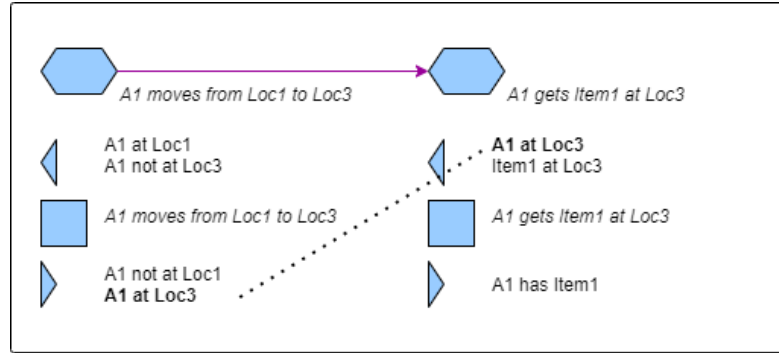 A1 moves from Loc1 to Loc3
A1 gets Item1 at Loc3
A1 at Loc1
A1 not at Loc3
A1 at Loc3
Item1 at Loc3
A1 moves from Loc1 to Loc3
A1 gets Item1 at Loc3
A1 not at Loc1
A1 at Loc3
A1 has Item1